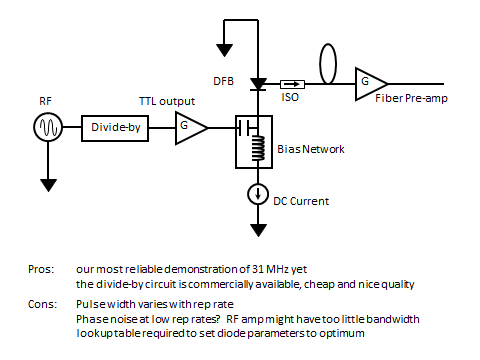 DFB
G
ISO
Fiber Pre-amp
RF
TTL output
Divide-by
G
Bias Network
DC Current
Pros: our most reliable demonstration of 31 MHz yet
the divide-by circuit is commercially available, cheap and nice quality
Cons: Pulse width varies with rep rate
Phase noise at low rep rates? RF amp might have too little bandwidth
lookup table required to set diode parameters to optimum